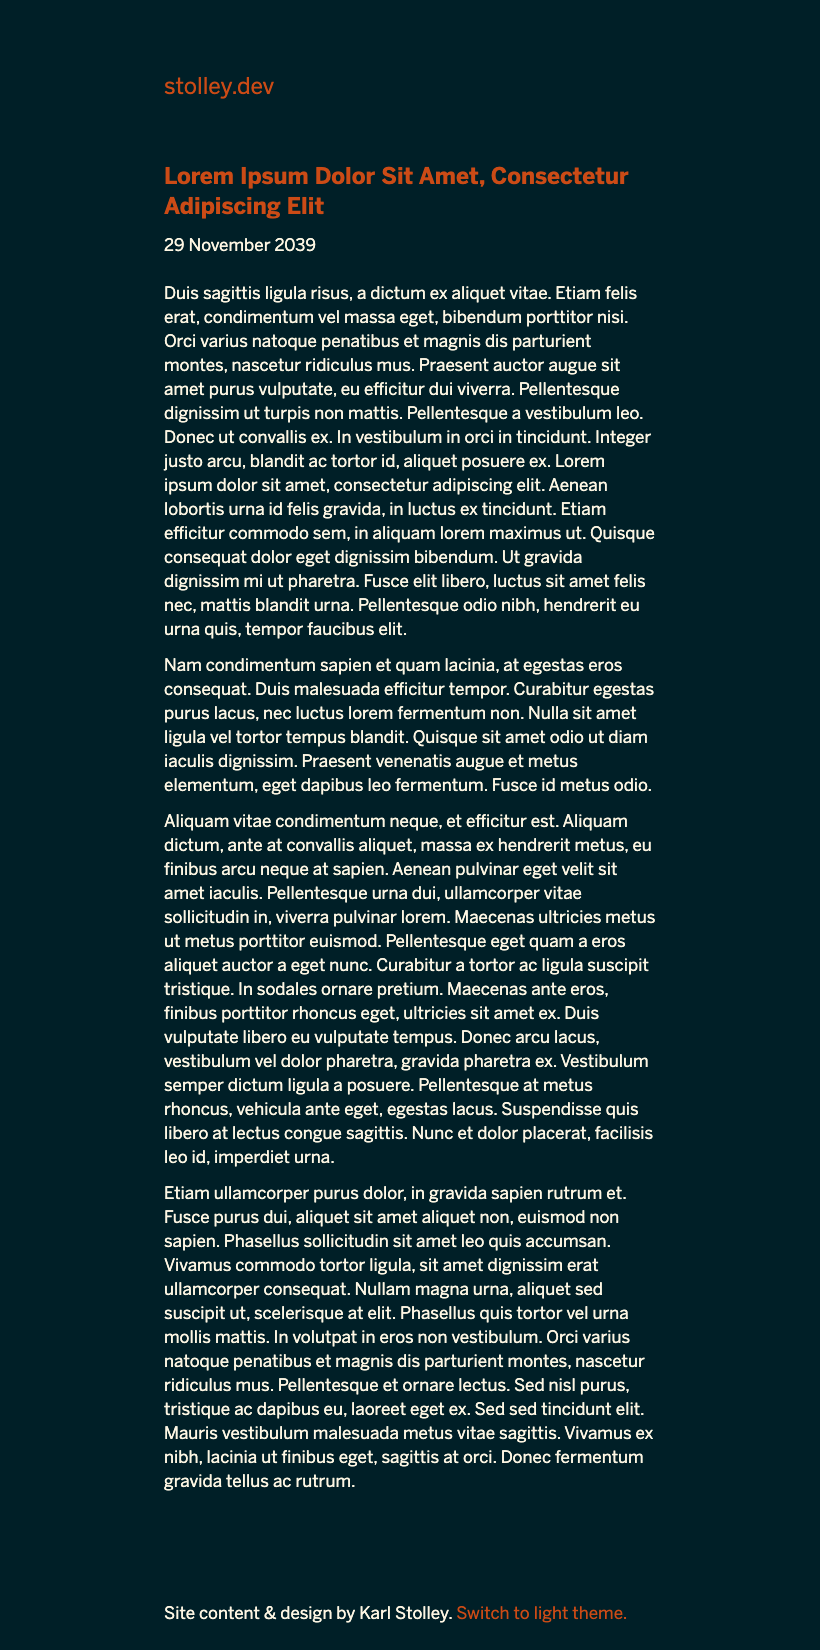 stolley.dev
Lorem Ipsum Dolor Sit Amet, Consectetur
Adipiscing Elit
29 November 2039
Duis sagittis ligula risus, a dictum ex aliquet vitae. Etiam felis
erat, condimentum vel massa eget, bibendum porttitor nisi.
Orci varius natoque penatibus et magnis dis parturient
montes, nascetur ridiculus mus. Praesent auctor augue sit
amet purus vulputate, eu efficitur dui viverra. Pellentesque
dignissim ut turpis non mattis. Pellentesque a vestibulum leo.
Donec ut convallis ex. In vestibulum in orci in tincidunt. Integer
justo arcu, blandit ac tortor id, aliquet posuere ex. Lorem
ipsum dolor sit amet, consectetur adipiscing elit. Aenean
lobortis urna id felis gravida, in luctus ex tincidunt. Etiam
efficitur commodo sem, in aliquam lorem maximus ut. Quisque
consequat dolor eget dignissim bibendum. Ut gravida
dignissim mi ut pharetra. Fusce elit libero, luctus sit amet felis
nec, mattis blandit urna. Pellentesque odio nibh, hendrerit eu
urna quis, tempor faucibus elit.
Nam condimentum sapien et quam lacinia, at egestas eros
consequat. Duis malesuada efficitur tempor. Curabitur egestas
purus lacus, nec luctus lorem fermentum non. Nulla sit amet
ligula vel tortor tempus blandit. Quisque sit amet odio ut diam
iaculis dignissim. Praesent venenatis augue et metus
elementum, eget dapibus leo fermentum. Fusce id metus odio.
Aliquam vitae condimentum neque, et efficitur est. Aliquam
dictum, ante at convallis aliquet, massa ex hendrerit metus, eu
finibus arcu neque at sapien. Aenean pulvinar eget velit sit
amet iaculis. Pellentesque urna dui, ullamcorper vitae
sollicitudin in, viverra pulvinar lorem. Maecenas ultricies metus
ut metus porttitor euismod. Pellentesque eget quam a eros
aliquet auctor a eget nunc. Curabitur a tortor ac ligula suscipit
tristique. In sodales ornare pretium. Maecenas ante eros,
finibus porttitor rhoncus eget, ultricies sit amet ex. Duis
vulputate libero eu vulputate tempus. Donec arcu lacus,
vestibulum vel dolor pharetra, gravida pharetra ex. Vestibulum
semper dictum ligula a posuere. Pellentesque at metus
rhoncus, vehicula ante eget, egestas lacus. Suspendisse quis
libero at lectus congue sagittis. Nunc et dolor placerat, facilisis
leo id, imperdiet urna.
Etiam ullamcorper purus dolor, in gravida sapien rutrum et.
Fusce purus dui, aliquet sit amet aliquet non, euismod non
sapien. Phasellus sollicitudin sit amet leo quis accumsan.
Vivamus commodo tortor ligula, sit amet dignissim erat
ullamcorper consequat. Nullam magna urna, aliquet sed
suscipit ut, scelerisque at elit. Phasellus quis tortor vel urna
mollis mattis. In volutpat in eros non vestibulum. Orci varius
natoque penatibus et magnis dis parturient montes, nascetur
ridiculus mus. Pellentesque et ornare lectus. Sed nisl purus,
tristique ac dapibus eu, laoreet eget ex. Sed sed tincidunt elit.
Mauris vestibulum malesuada metus vitae sagittis. Vivamus ex
nibh, lacinia ut finibus eget, sagittis at orci. Donec fermentum
gravida tellus ac rutrum.
Site content & design by Karl Stolley. Switch to light theme.